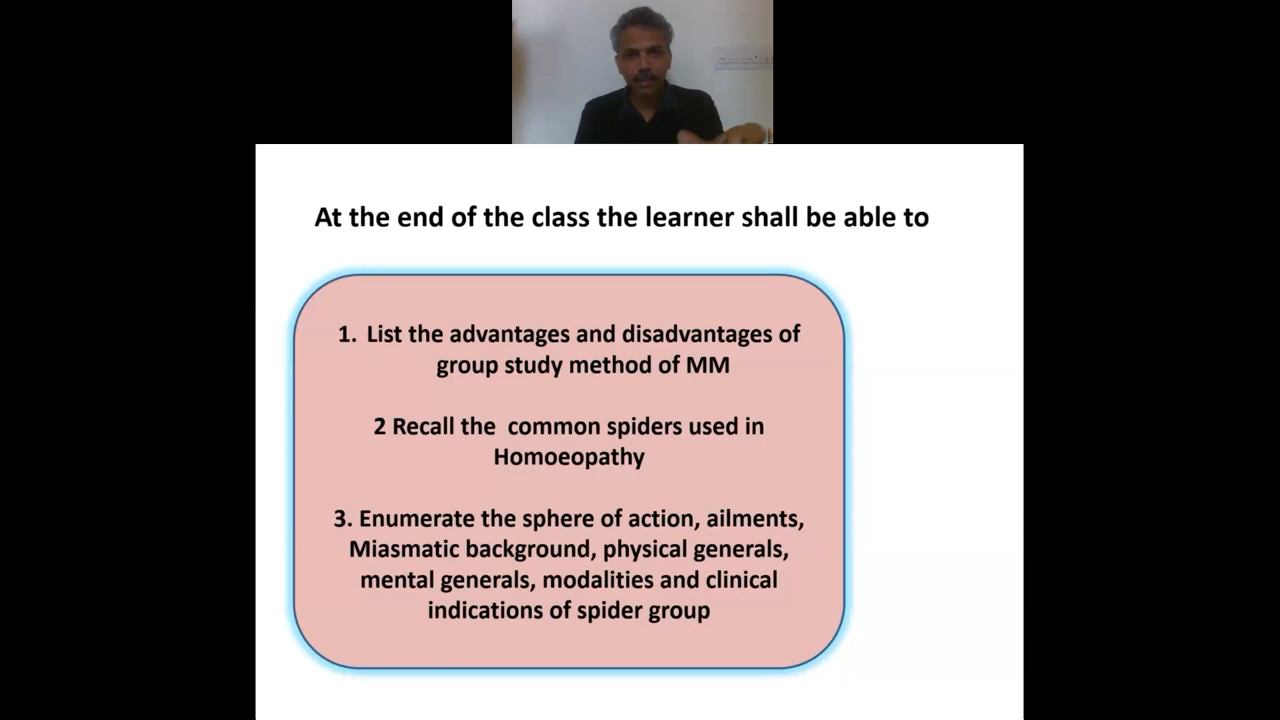 At the end of the class the learner shall be able to
1. List the advantages and disadvantages of
group study method of MM
2 Recall the common spiders used in
Homoeopathy
3. Enumerate the sphere of action, ailments,
Miasmatic background, physical generals,
mental generals, modalities and clinical
indications of spider group